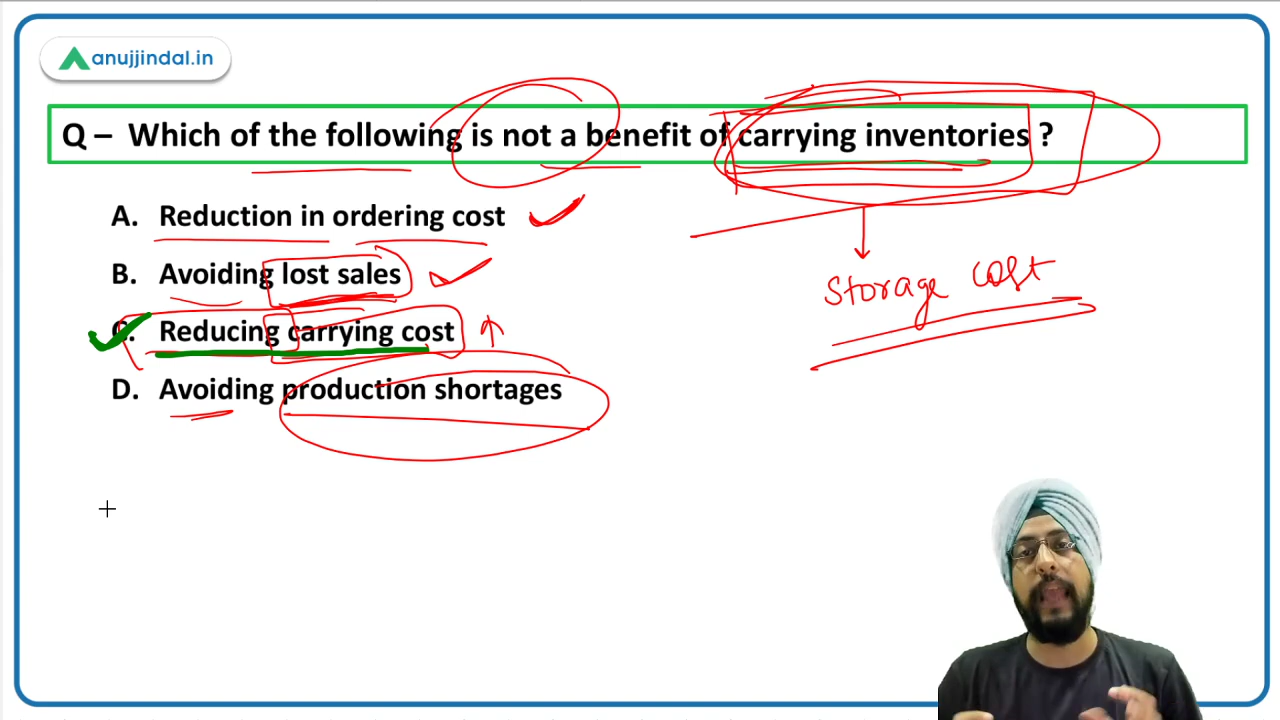 anujjindal.in
Q – Which of the following is not a benefit of carrying inventories ?
A. Reduction in ordering cost
B. Avoiding lost sales
Storage cost
C. Reducing carrying cost
D. Avoiding production shortages